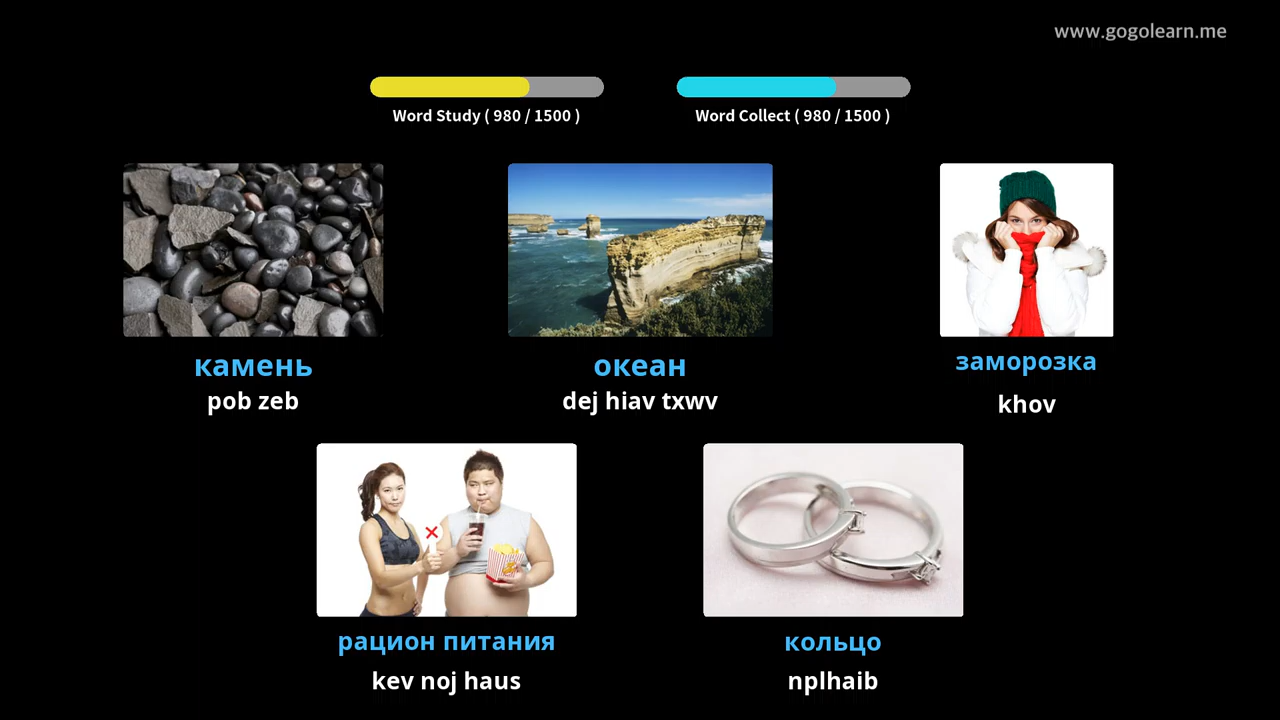 www.gogolearn.me
Word Study ( 980 / 1500 )
Word Collect ( 980 / 1500 )
камень
pob zeb
океан
dej hiav txwv
заморозка
khov
рацион питания
kev noj haus
кольцо
nplhaib